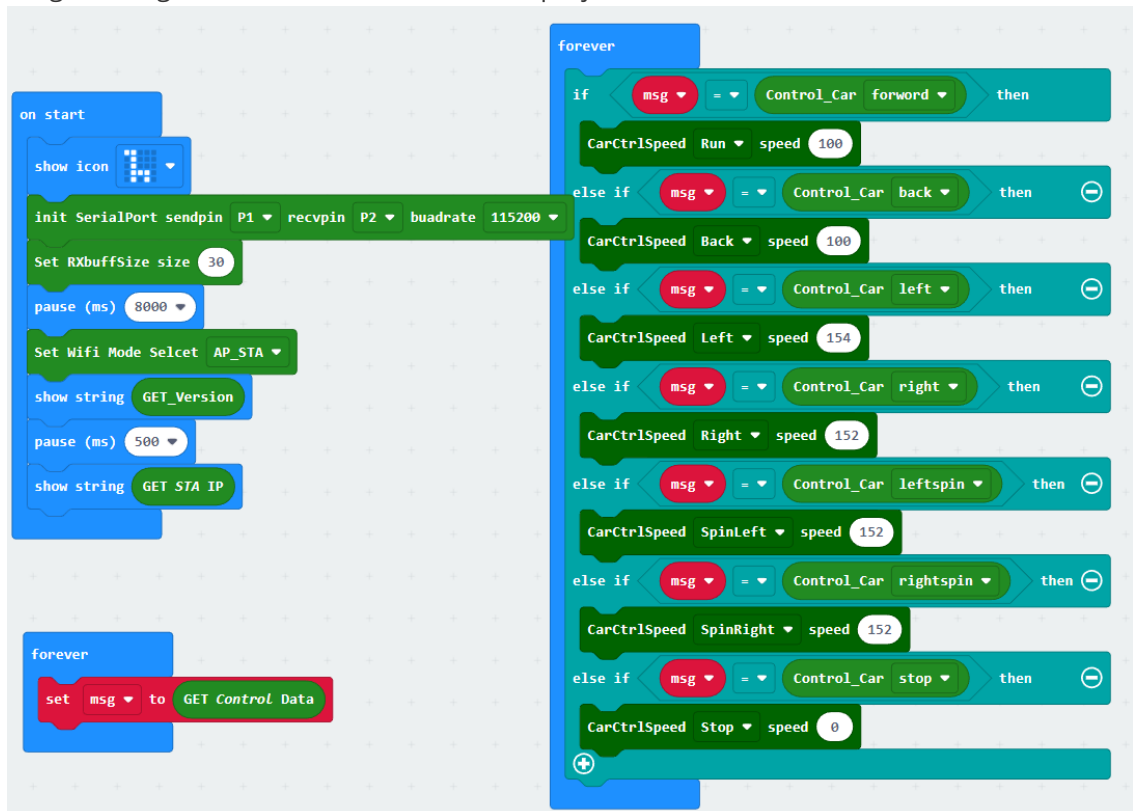 on start
show icon
init SerialPort sendpin P1 recvpin P2 buadrate 115200
Set RXbuffSize size 30
pause (ms) 8000
Set Wifi Mode Selcet AP_STA
show string GET_Version
pause (ms) 500
show string GET STA IP
forever
set msg to GET Control Data
forever
if msg = Control_Car forword then
CarCtrlSpeed Run speed 100
else if msg = Control_Car back then
CarCtrlSpeed Back speed 100
else if msg = Control_Car left then
CarCtrlSpeed Left speed 154
else if msg = Control_Car right then
CarCtrlSpeed Right speed 152
else if msg = Control_Car leftspin then
CarCtrlSpeed SpinLeft speed 152
else if msg = Control_Car rightspin then
CarCtrlSpeed SpinRight speed 152
else if msg = Control_Car stop then
CarCtrlSpeed Stop speed 0